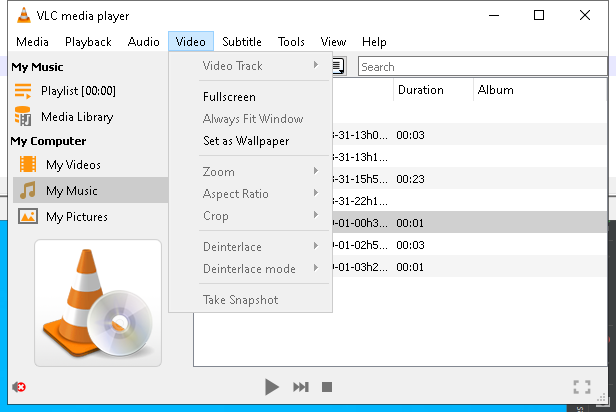 VLC media player
Media Playback Audio Video Subtitle Tools View Help
My Music
Playlist [00:00]
Media Library
My Computer
My Videos
My Music
My Pictures
Video Track
Fullscreen
Always Fit Window
Set as Wallpaper
Zoom
Aspect Ratio
Crop
Deinterlace
Deinterlace mode
Take Snapshot
Search
Duration Album
-31-13h0... 00:03
-31-13h1...
-31-15h5... 00:23
-31-22h1...
-01-00h3... 00:01
-01-02h5... 00:03
-01-03h2... 00:01